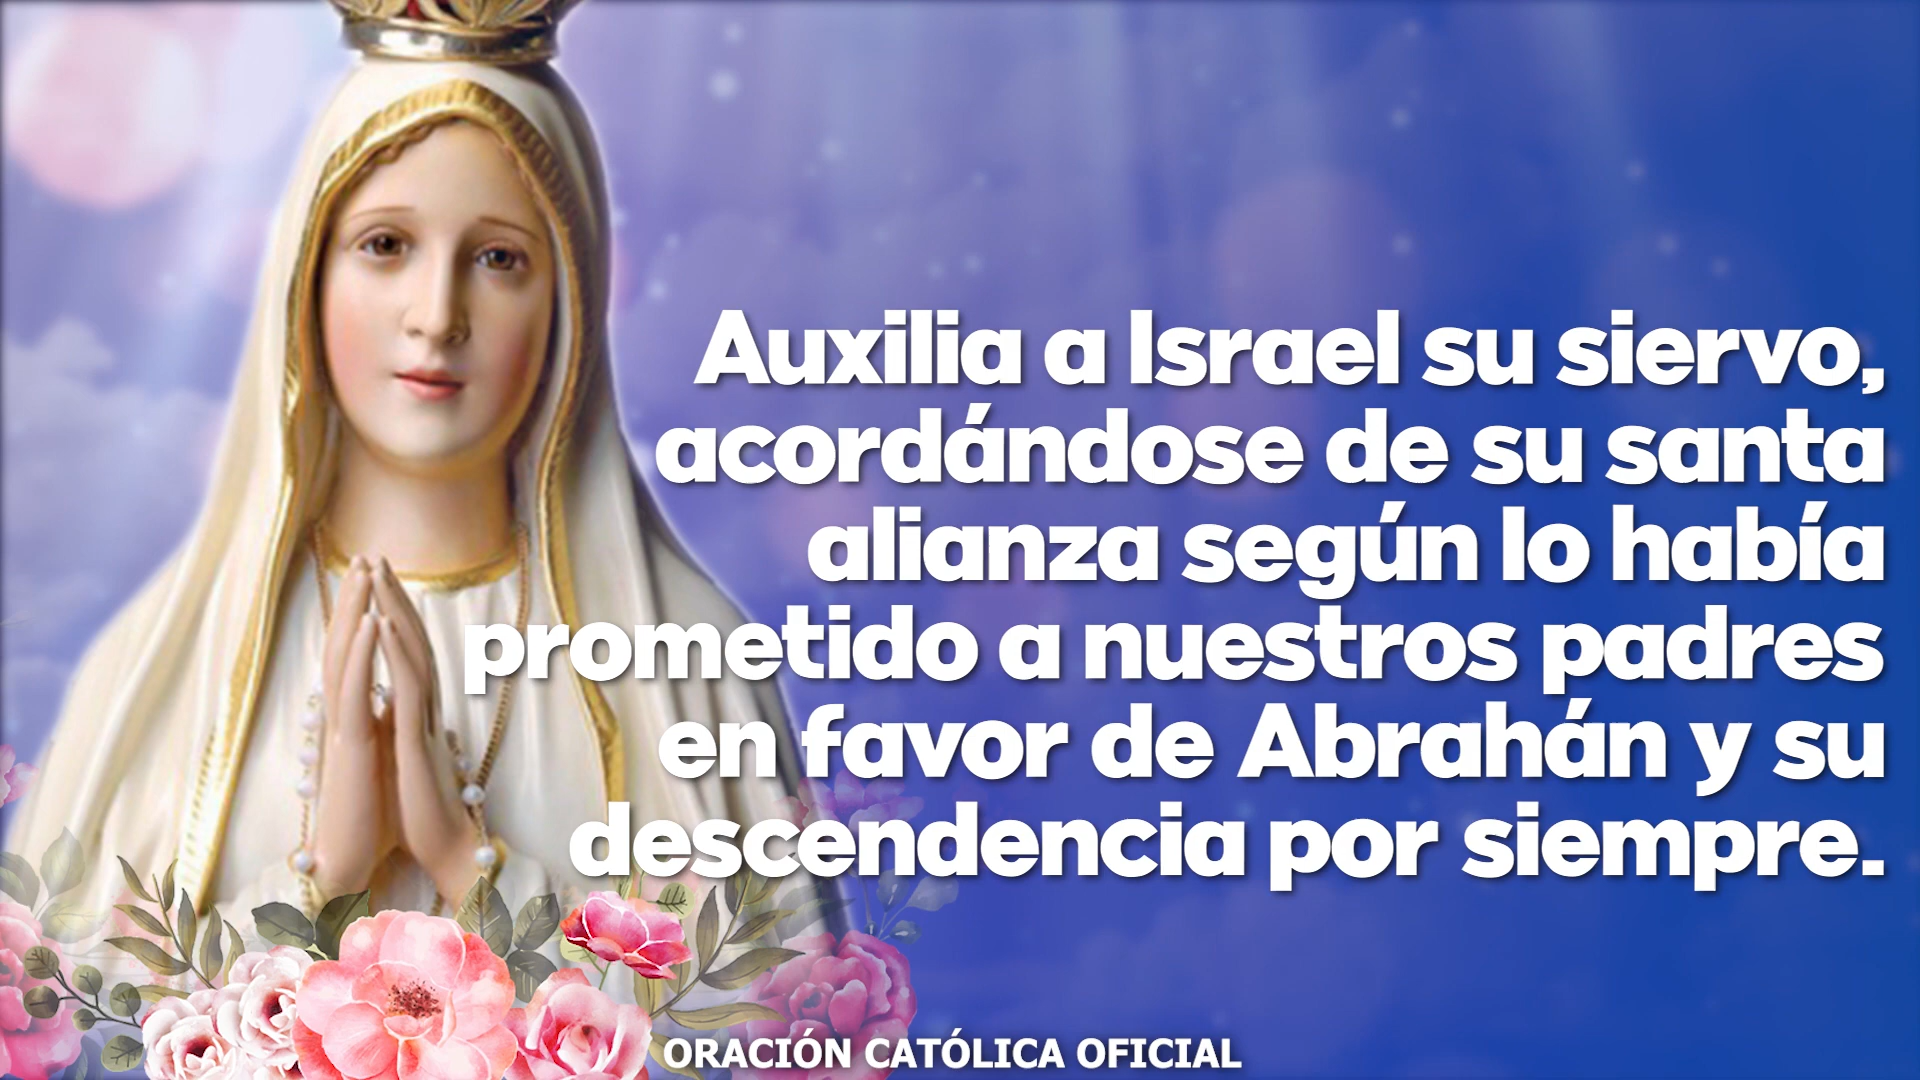 Auxilia a Israel su siervo,
acordándose de su santa
alianza según lo había
prometido a nuestros padres
en favor de Abrahán y su
descendencia por siempre.
ORACIÓN CATÓLICA OFICIAL